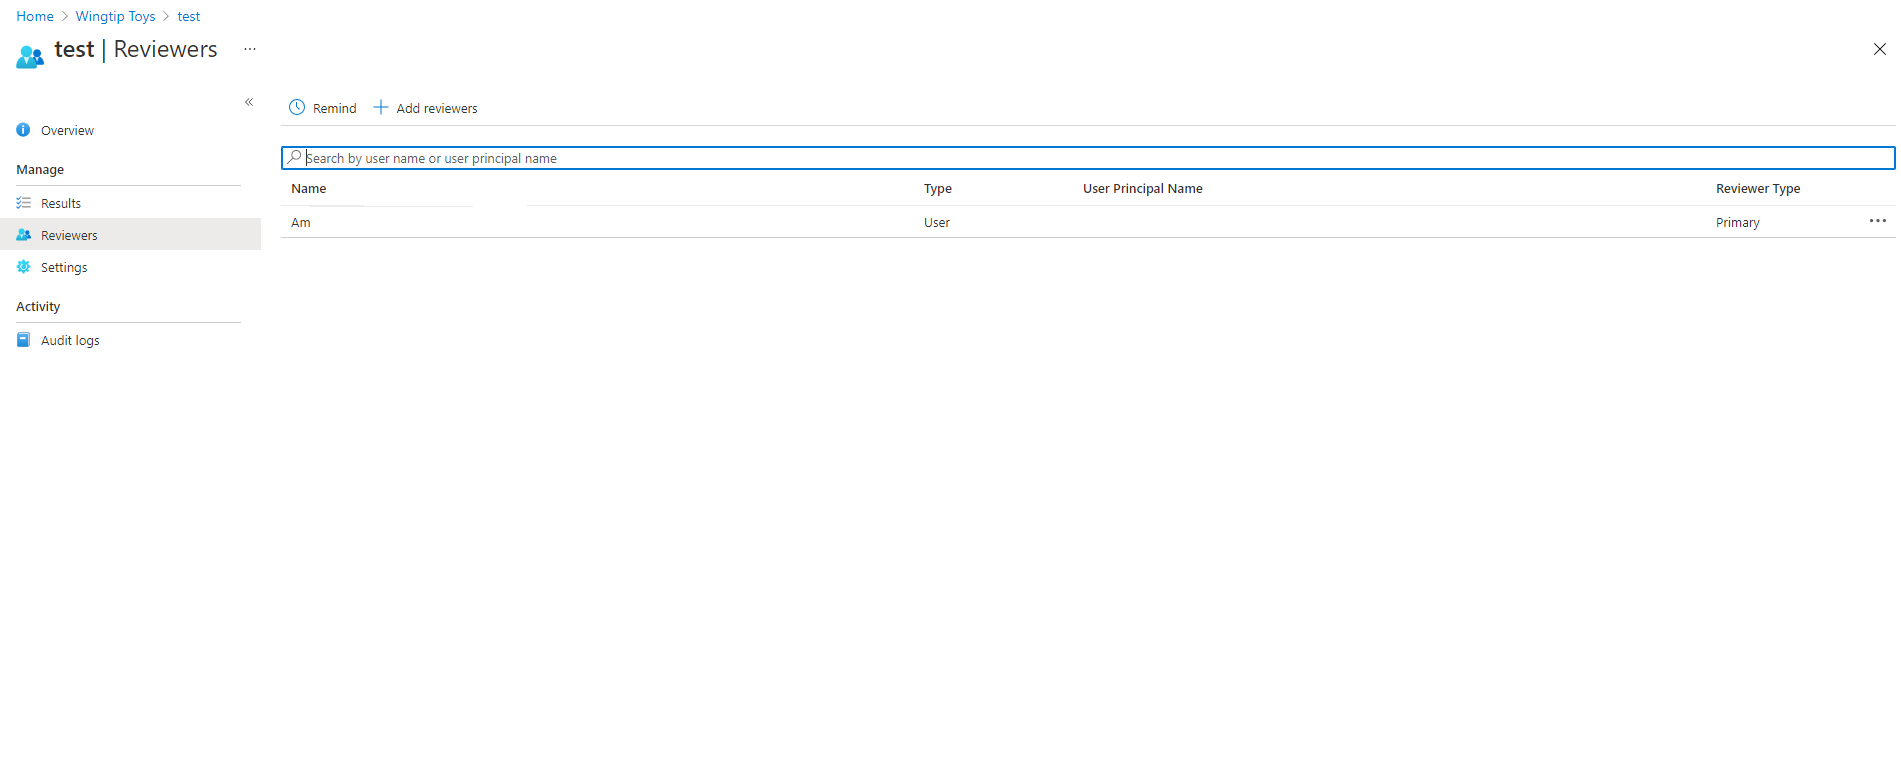 Home > Wingtip Toys > test
test | Reviewers ...
«
Remind + Add reviewers
Overview
Search by user name or user principal name
Manage
Name Type User Principal Name Reviewer Type
Results
Am User Primary ...
Reviewers
Settings
Activity
Audit logs